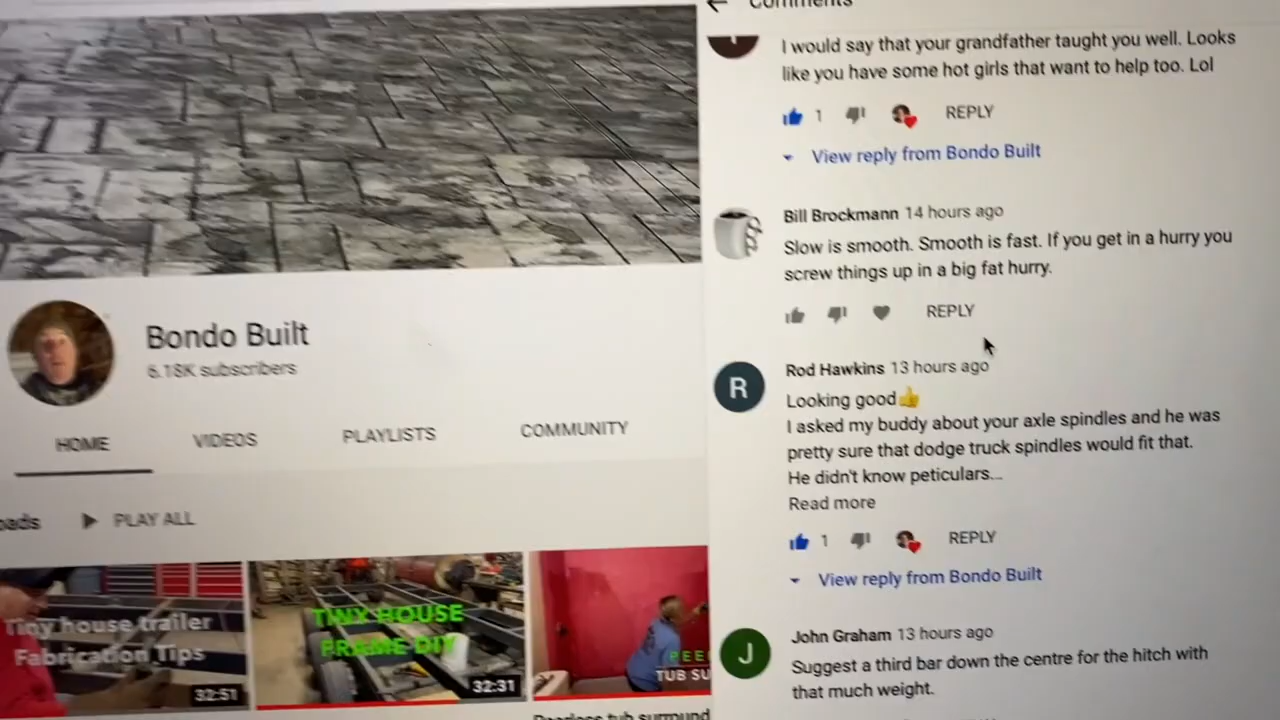 Bondo Built
6.18K subscribers
HOME
VIDEOS
PLAYLISTS
COMMUNITY
oads
PLAY ALL
Tiny house trailer
Fabrication Tips
32:51
TINY HOUSE
FRAME DIY
32:31
PEE
TUB SU
Peerless tub surround
Comments
I would say that your grandfather taught you well. Looks
like you have some hot girls that want to help too. Lol
1
REPLY
View reply from Bondo Built
Bill Brockmann 14 hours ago
Slow is smooth. Smooth is fast. If you get in a hurry you
screw things up in a big fat hurry.
REPLY
R
Rod Hawkins 13 hours ago
Looking good👍
I asked my buddy about your axle spindles and he was
pretty sure that dodge truck spindles would fit that.
He didn't know peticulars...
Read more
1
REPLY
View reply from Bondo Built
J
John Graham 13 hours ago
Suggest a third bar down the centre for the hitch with
that much weight.